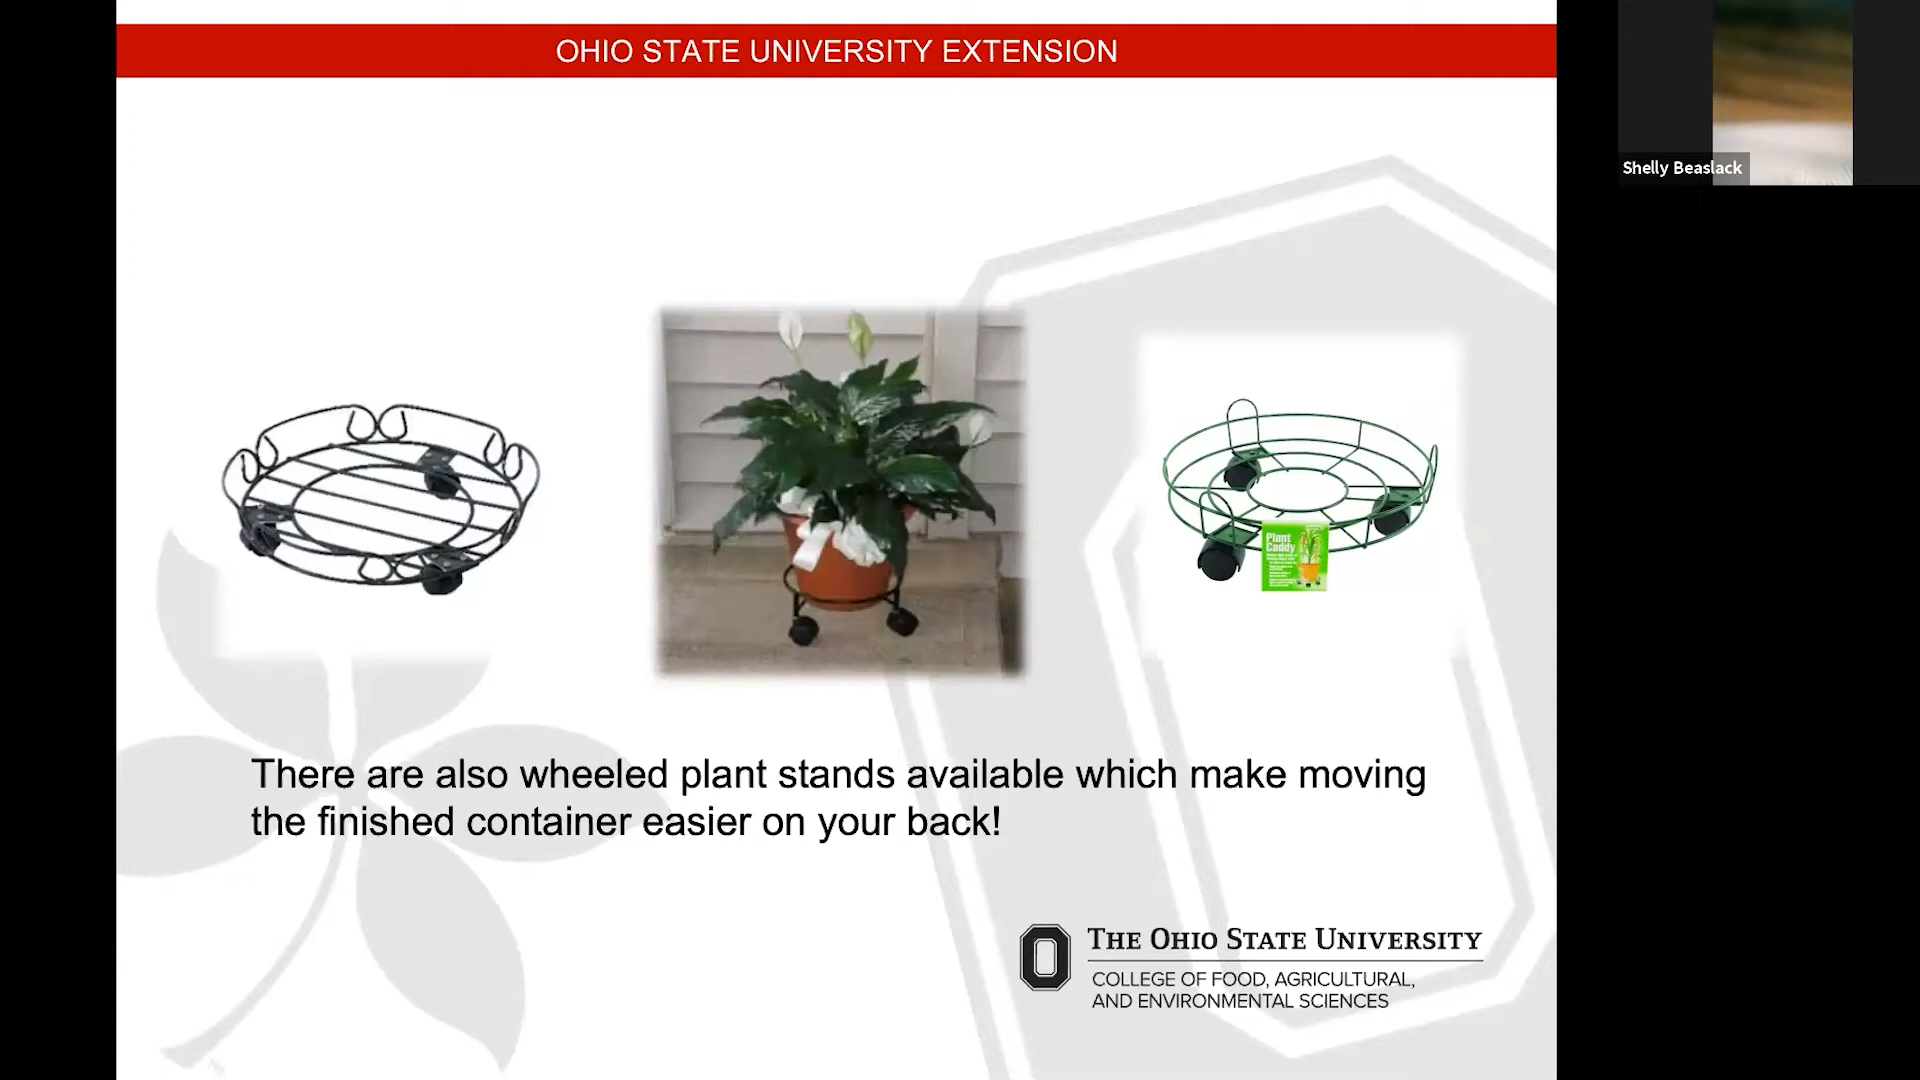 OHIO STATE UNIVERSITY EXTENSION
Shelly Beaslack
Plant
Caddy
There are also wheeled plant stands available which make moving
the finished container easier on your back!
THE OHIO STATE UNIVERSITY
COLLEGE OF FOOD, AGRICULTURAL,
AND ENVIRONMENTAL SCIENCES